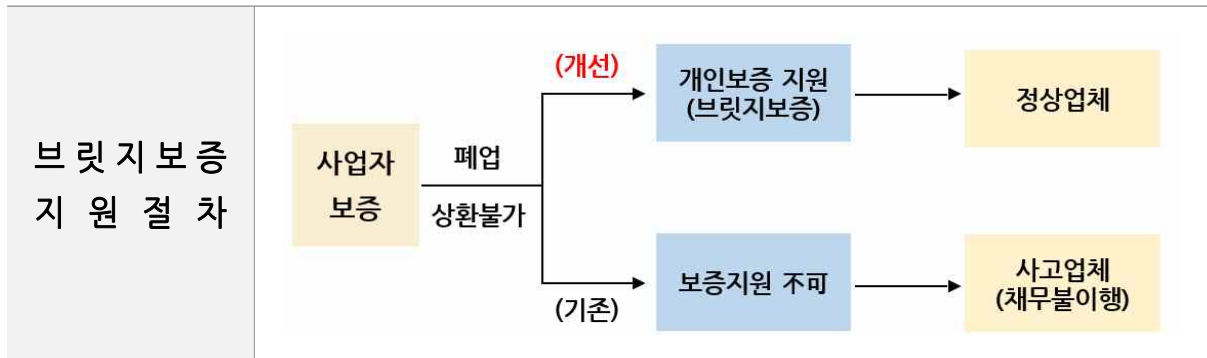 브릿지보증
지원절차
사업자
보증
폐업
상환불가
(개선)
개인보증 지원
(브릿지보증)
정상업체
(기존)
보증지원 不可
사고업체
(채무불이행)